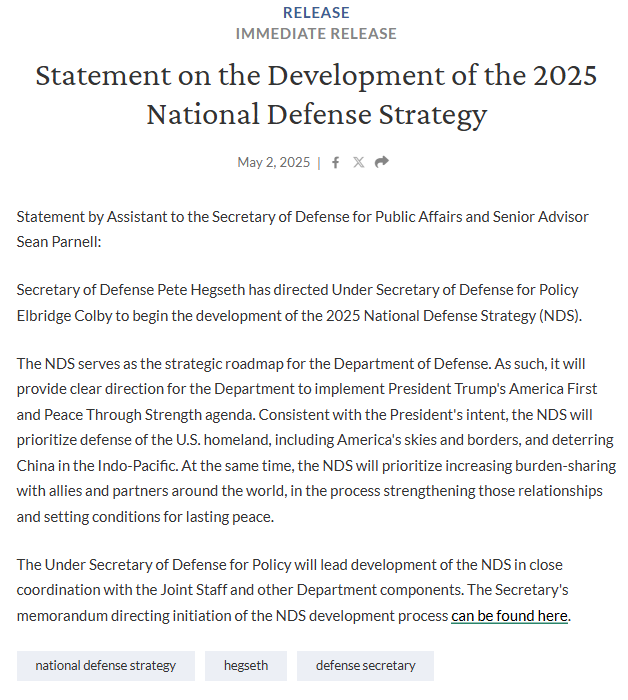 RELEASE
IMMEDIATE RELEASE
Statement on the Development of the 2025
National Defense Strategy
May 2, 2025 |
Statement by Assistant to the Secretary of Defense for Public Affairs and Senior Advisor
Sean Parnell:
Secretary of Defense Pete Hegseth has directed Under Secretary of Defense for Policy
Elbridge Colby to begin the development of the 2025 National Defense Strategy (NDS).
The NDS serves as the strategic roadmap for the Department of Defense. As such, it will
provide clear direction for the Department to implement President Trump's America First
and Peace Through Strength agenda. Consistent with the President's intent, the NDS will
prioritize defense of the U.S. homeland, including America's skies and borders, and deterring
China in the Indo-Pacific. At the same time, the NDS will prioritize increasing burden-sharing
with allies and partners around the world, in the process strengthening those relationships
and setting conditions for lasting peace.
The Under Secretary of Defense for Policy will lead development of the NDS in close
coordination with the Joint Staff and other Department components. The Secretary's
memorandum directing initiation of the NDS development process can be found here.
national defense strategy hegseth defense secretary